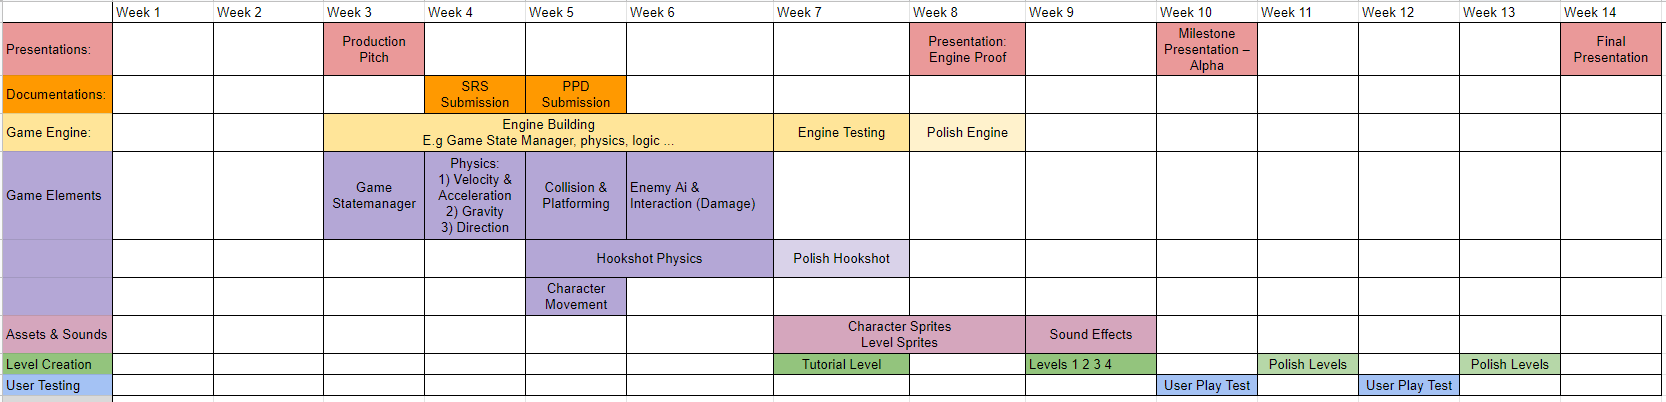 Week 1 Week 2 Week 3 Week 4 Week 5 Week 6 Week 7 Week 8 Week 9 Week 10 Week 11 Week 12 Week 13 Week 14
Presentations:
Production
Pitch
Presentation:
Engine Proof
Milestone
Presentation –
Alpha
Final
Presentation
Documentations:
SRS
Submission
PPD
Submission
Game Engine:
Engine Building
E.g Game State Manager, physics, logic ...
Engine Testing
Polish Engine
Game Elements
Game
Statemanager
Physics:
1) Velocity &
Acceleration
2) Gravity
3) Direction
Collision &
Platforming
Enemy Ai &
Interaction (Damage)
Hookshot Physics
Polish Hookshot
Character
Movement
Assets & Sounds
Character Sprites
Level Sprites
Sound Effects
Level Creation
Tutorial Level
Levels 1 2 3 4
Polish Levels
Polish Levels
User Testing
User Play Test
User Play Test